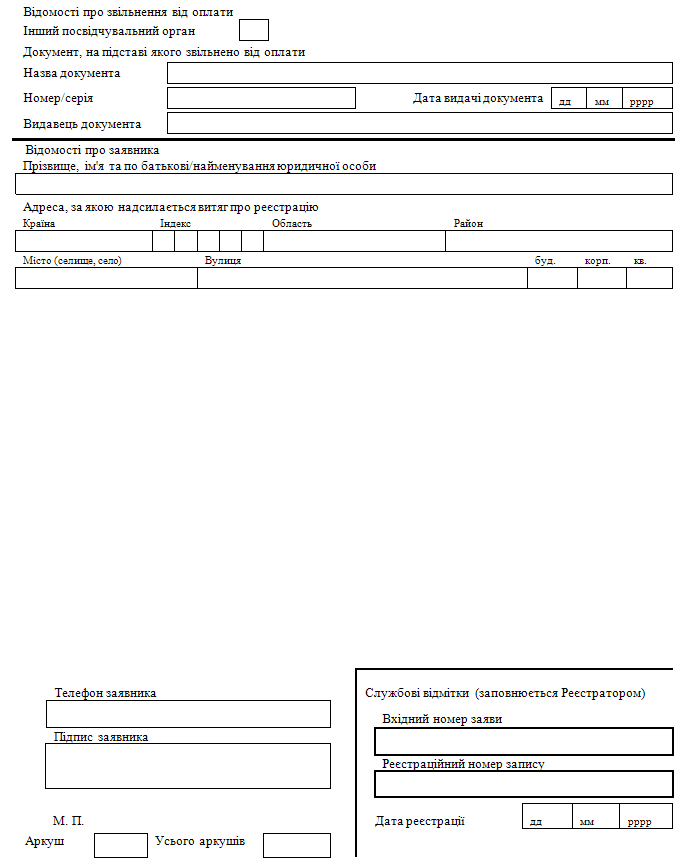 Відомості про звільнення від оплати
Інший посвідчувальний орган
Документ, на підставі якого звільнено від оплати
Назва документа
Номер/серія Дата видачі документа дд мм рррр
Видавець документа
Відомості про заявника
Прізвище, ім'я та по батькові/найменування юридичної особи
Адреса, за якою надсилається витяг про реєстрацію
Країна Індекс Область Район
Місто (селище, село) Вулиця буд. корп. кв.
Телефон заявника
Підпис заявника
М. П.
Аркуш Усього аркушів
Службові відмітки (заповнюється Реєстратором)
Вхідний номер заяви
Реєстраційний номер запису
Дата реєстрації дд мм рррр